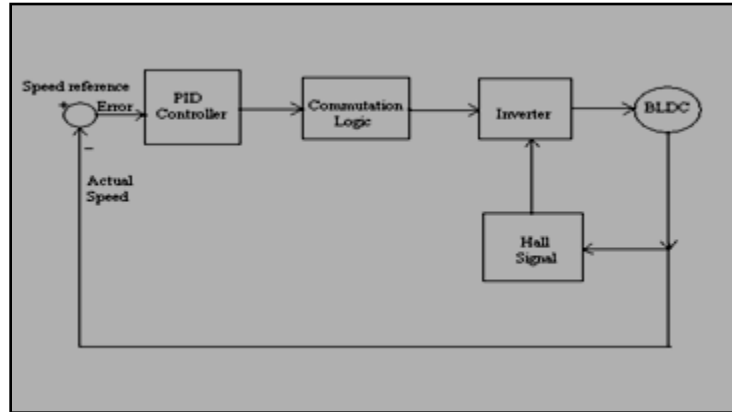 Speed reference
+
Error
PID
Controller
Commutation
Logic
Inverter
BLDC
−
Actual
Speed
Hall
Signal